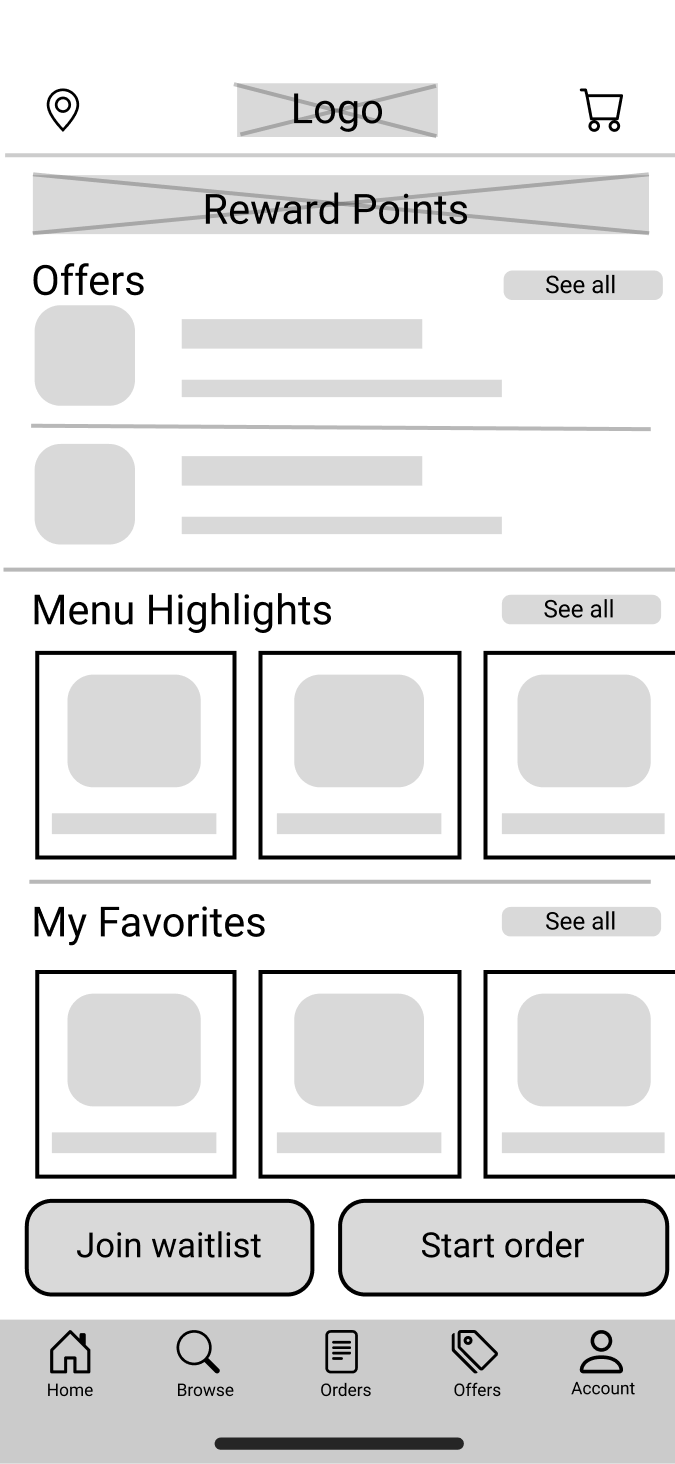 Logo
Reward Points
Offers
See all
Menu Highlights
See all
My Favorites
See all
Join waitlist
Start order
Home
Browse
Orders
Offers
Account